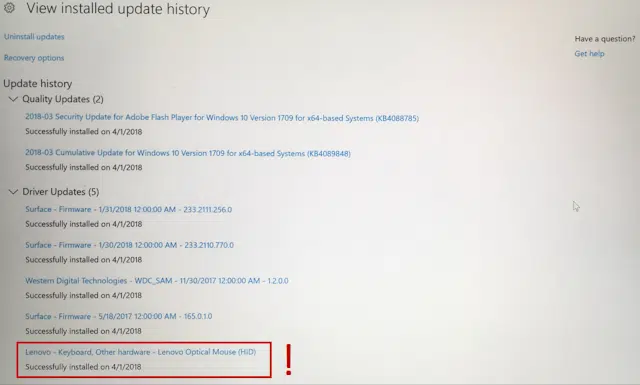 View installed update history
Uninstall updates
Have a question?
Recovery options
Get help
Update history
Quality Updates (2)
2018-03 Security Update for Adobe Flash Player for Windows 10 Version 1709 for x64-based Systems (KB4088785)
Successfully installed on 4/1/2018
2018-03 Cumulative Update for Windows 10 Version 1709 for x64-based Systems (KB4089848)
Successfully installed on 4/1/2018
Driver Updates (5)
Surface - Firmware - 1/31/2018 12:00:00 AM - 233.2111.256.0
Successfully installed on 4/1/2018
Surface - Firmware - 1/30/2018 12:00:00 AM - 233.2110.770.0
Successfully installed on 4/1/2018
Western Digital Technologies - WDC_SAM - 11/30/2017 12:00:00 AM - 1.2.0.0
Successfully installed on 4/1/2018
Surface - Firmware - 5/18/2017 12:00:00 AM - 165.0.1.0
Successfully installed on 4/1/2018
Lenovo - Keyboard, Other hardware - Lenovo Optical Mouse (HID)
Successfully installed on 4/1/2018
!